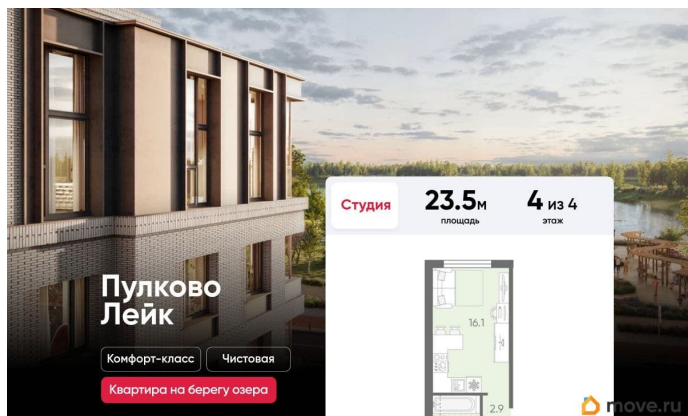 Студия
23.5м
площадь
4 из 4
этаж
Пулково
Лейк
16.1
Комфорт-класс
Чистовая
Квартира на берегу озера
2.9
move.ru